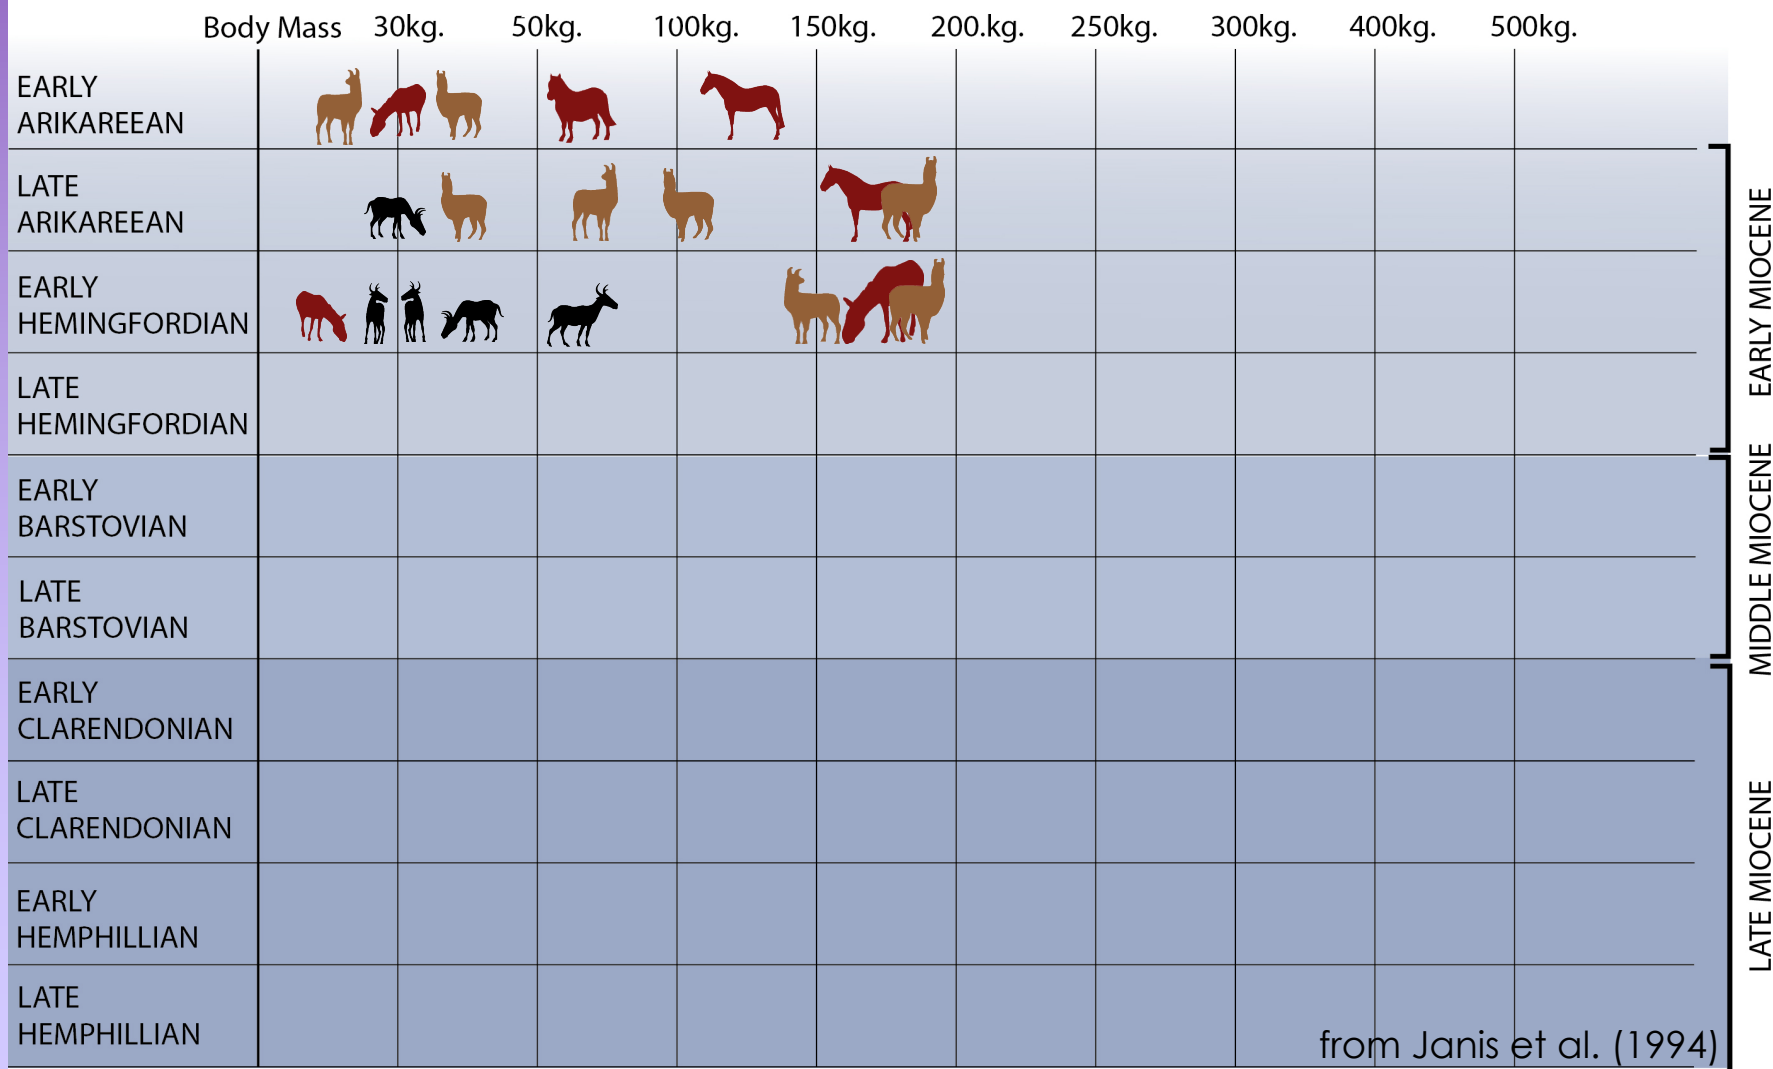 Body Mass 30kg. 50kg. 100kg. 150kg. 200.kg. 250kg. 300kg. 400kg. 500kg.
EARLY
ARIKAREEAN
LATE
ARIKAREEAN
EARLY
HEMINGFORDIAN
LATE
HEMINGFORDIAN
EARLY
BARSTOVIAN
LATE
BARSTOVIAN
EARLY
CLARENDONIAN
LATE
CLARENDONIAN
EARLY
HEMPHILLIAN
LATE
HEMPHILLIAN
EARLY MIOCENE
MIDDLE MIOCENE
LATE MIOCENE
from Janis et al. (1994)